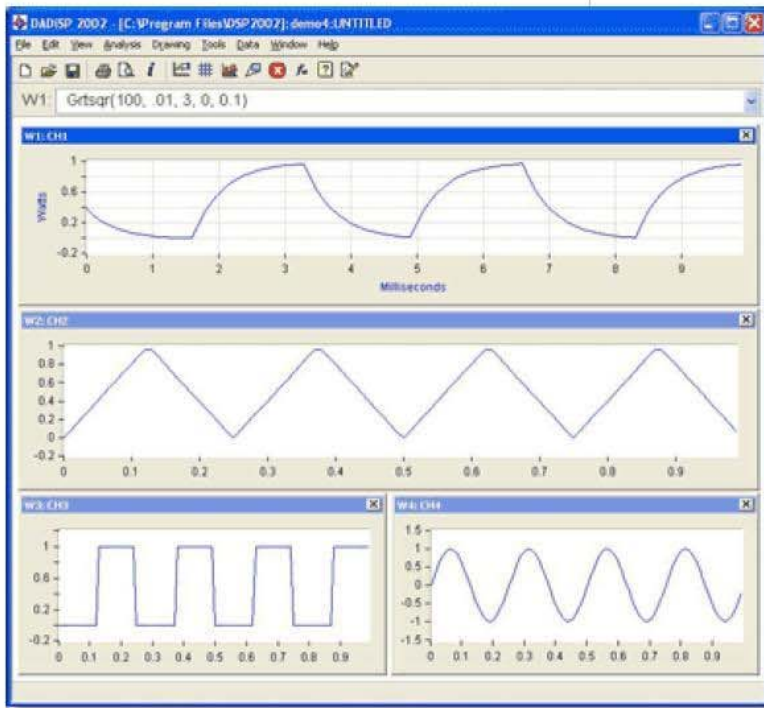 DADiSP 2002 - [C:\Program Files\DSP2002]: demo4:UNTITLED
File Edit View Analysis Drawing Tools Data Window Help
W1: Grtsqr(100, .01, 3, 0, 0.1)
W1: CH1
1
0.6
0.2
-0.2
Watts
0 1 2 3 4 5 6 7 8 9
Milliseconds
W2: CH2
1
0.8
0.6
0.4
0.2
0
-0.2
0 0.1 0.2 0.3 0.4 0.5 0.6 0.7 0.8 0.9
W3: CH3
1
0.6
0.2
-0.2
0 0.1 0.2 0.3 0.4 0.5 0.6 0.7 0.8 0.9
W4: CH4
1.5
1
0.5
0
-0.5
-1
-1.5
0 0.1 0.2 0.3 0.4 0.5 0.6 0.7 0.8 0.9